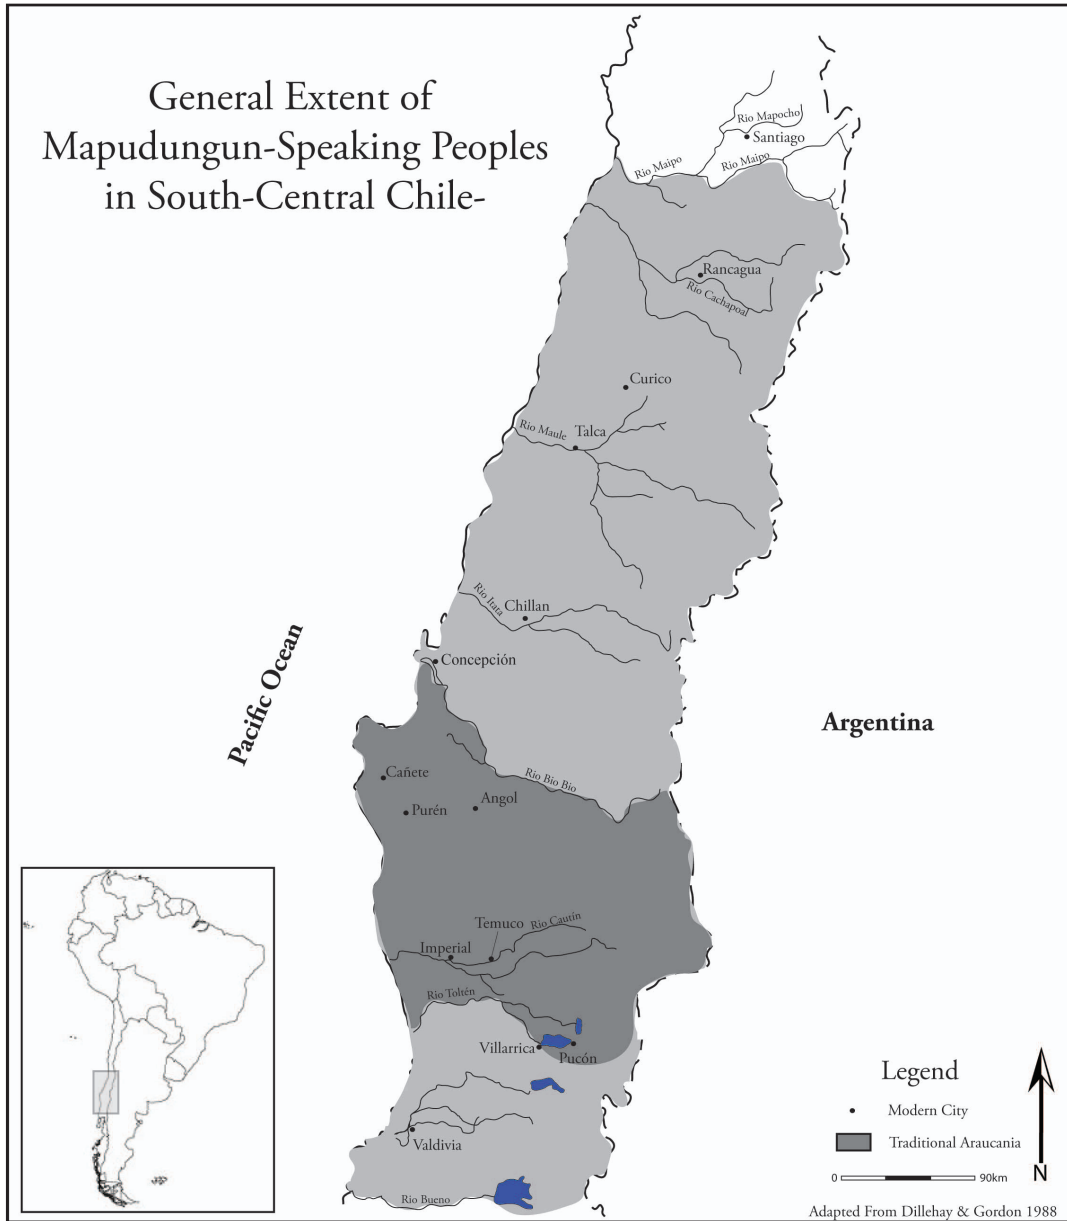 General Extent of
Mapudungun-Speaking Peoples
in South-Central Chile-
Rio Mapocho
Santiago
Rio Maipo
Rio Maipo
Rancagua
Rio Cachapoal
Curico
Rio Maule
Talca
Rio Itata
Chillan
Concepción
Pacific Ocean
Argentina
Rio Bio Bio
Cañete
Angol
Purén
Temuco
Rio Cautín
Imperial
Rio Toltén
Villarrica
Pucón
Valdivia
Rio Bueno
Legend
Modern City
Traditional Araucania
0
90km
N
Adapted From Dillehay & Gordon 1988